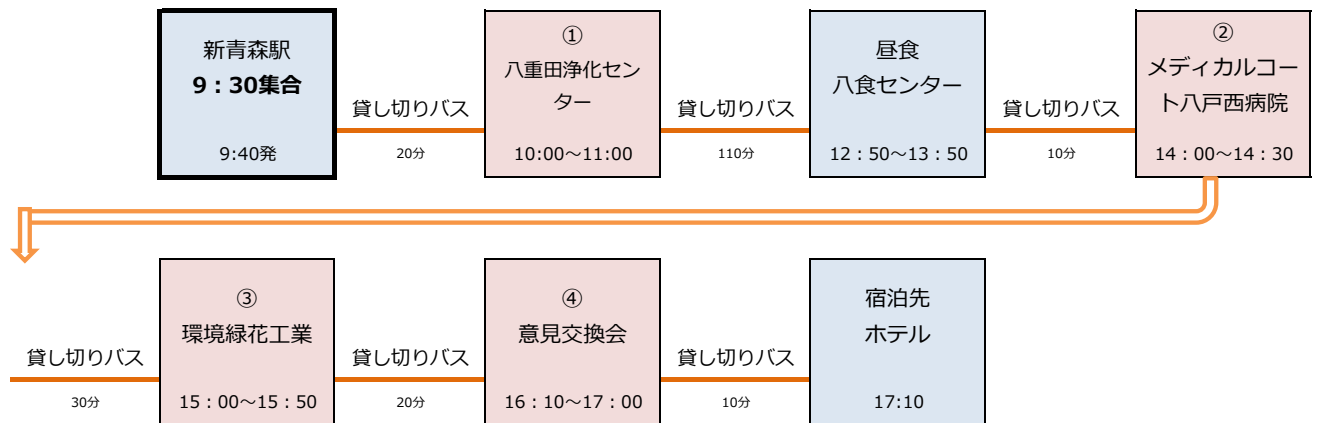 新青森駅
9：30集合
9:40発
貸し切りバス
20分
①
八重田浄化セン
ター
10:00～11:00
貸し切りバス
110分
昼食
八食センター
12：50～13：50
貸し切りバス
10分
②
メディカルコー
ト八戸西病院
14：00～14：30
貸し切りバス
30分
③
環境緑花工業
15：00～15：50
貸し切りバス
20分
④
意見交換会
16：10～17：00
貸し切りバス
10分
宿泊先
ホテル
17:10